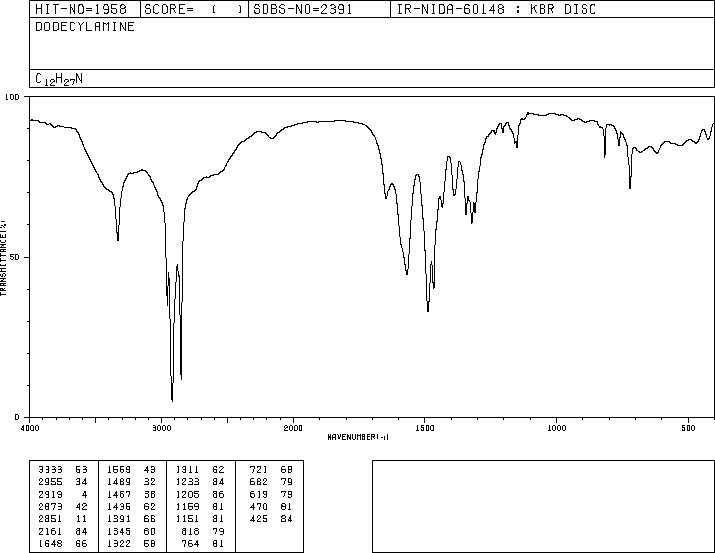 HIT-NO=1958 SCORE= ( ) SDBS-NO=2391 IR-NIDA-60148 : KBR DISC
DODECYLAMINE
C12H27N
100
50
0
TRANSMITTANCE(%)
4000 3000 2000 1500 1000 500
WAVENUMBER(-1)
3333 53 1569 43 1311 62 721 68
2955 34 1489 32 1233 84 682 79
2919 4 1467 38 1205 86 619 79
2873 42 1436 62 1159 81 470 81
2851 11 1391 66 1151 81 425 84
2161 84 1345 60 818 79
1648 66 1322 58 764 81